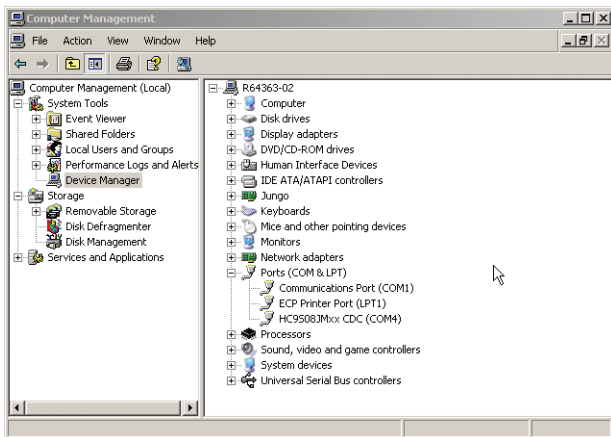 Computer Management
File Action View Window Help
Computer Management (Local)
System Tools
Event Viewer
Shared Folders
Local Users and Groups
Performance Logs and Alerts
Device Manager
Storage
Removable Storage
Disk Defragmenter
Disk Management
Services and Applications
R64363-02
Computer
Disk drives
Display adapters
DVD/CD-ROM drives
Human Interface Devices
IDE ATA/ATAPI controllers
Jungo
Keyboards
Mice and other pointing devices
Monitors
Network adapters
Ports (COM & LPT)
Communications Port (COM1)
ECP Printer Port (LPT1)
HC9S08JMxx CDC (COM4)
Processors
Sound, video and game controllers
System devices
Universal Serial Bus controllers